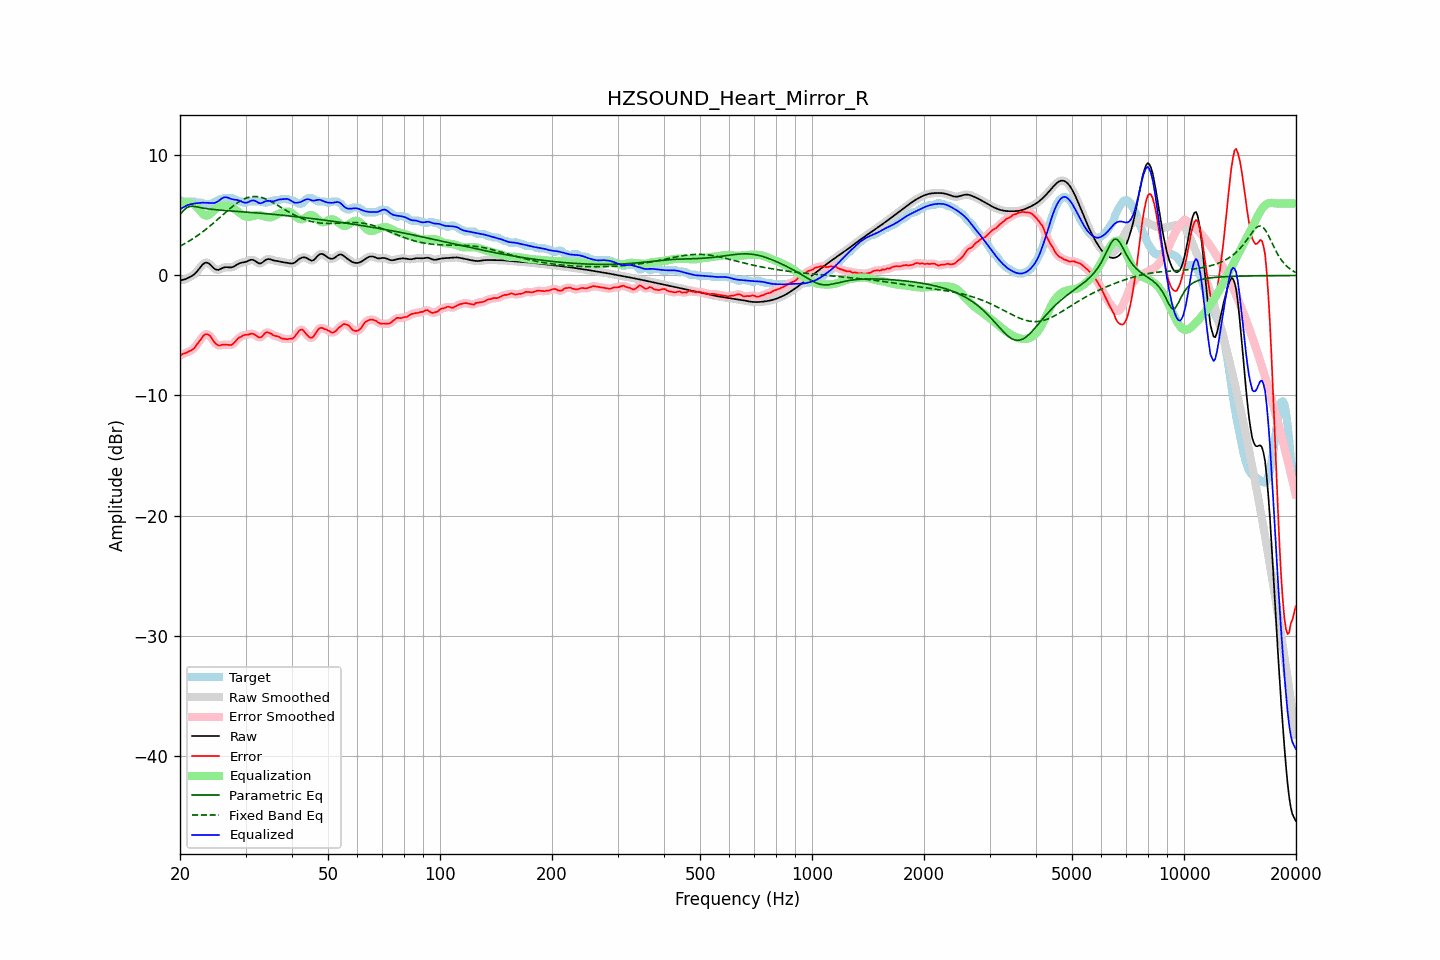 HZSOUND_Heart_Mirror_R
Amplitude (dBr)
10
0
−10
−20
−30
−40
Target
Raw Smoothed
Error Smoothed
Raw
Error
Equalization
Parametric Eq
Fixed Band Eq
Equalized
20 50 100 200 500 1000 2000 5000 10000 20000
Frequency (Hz)